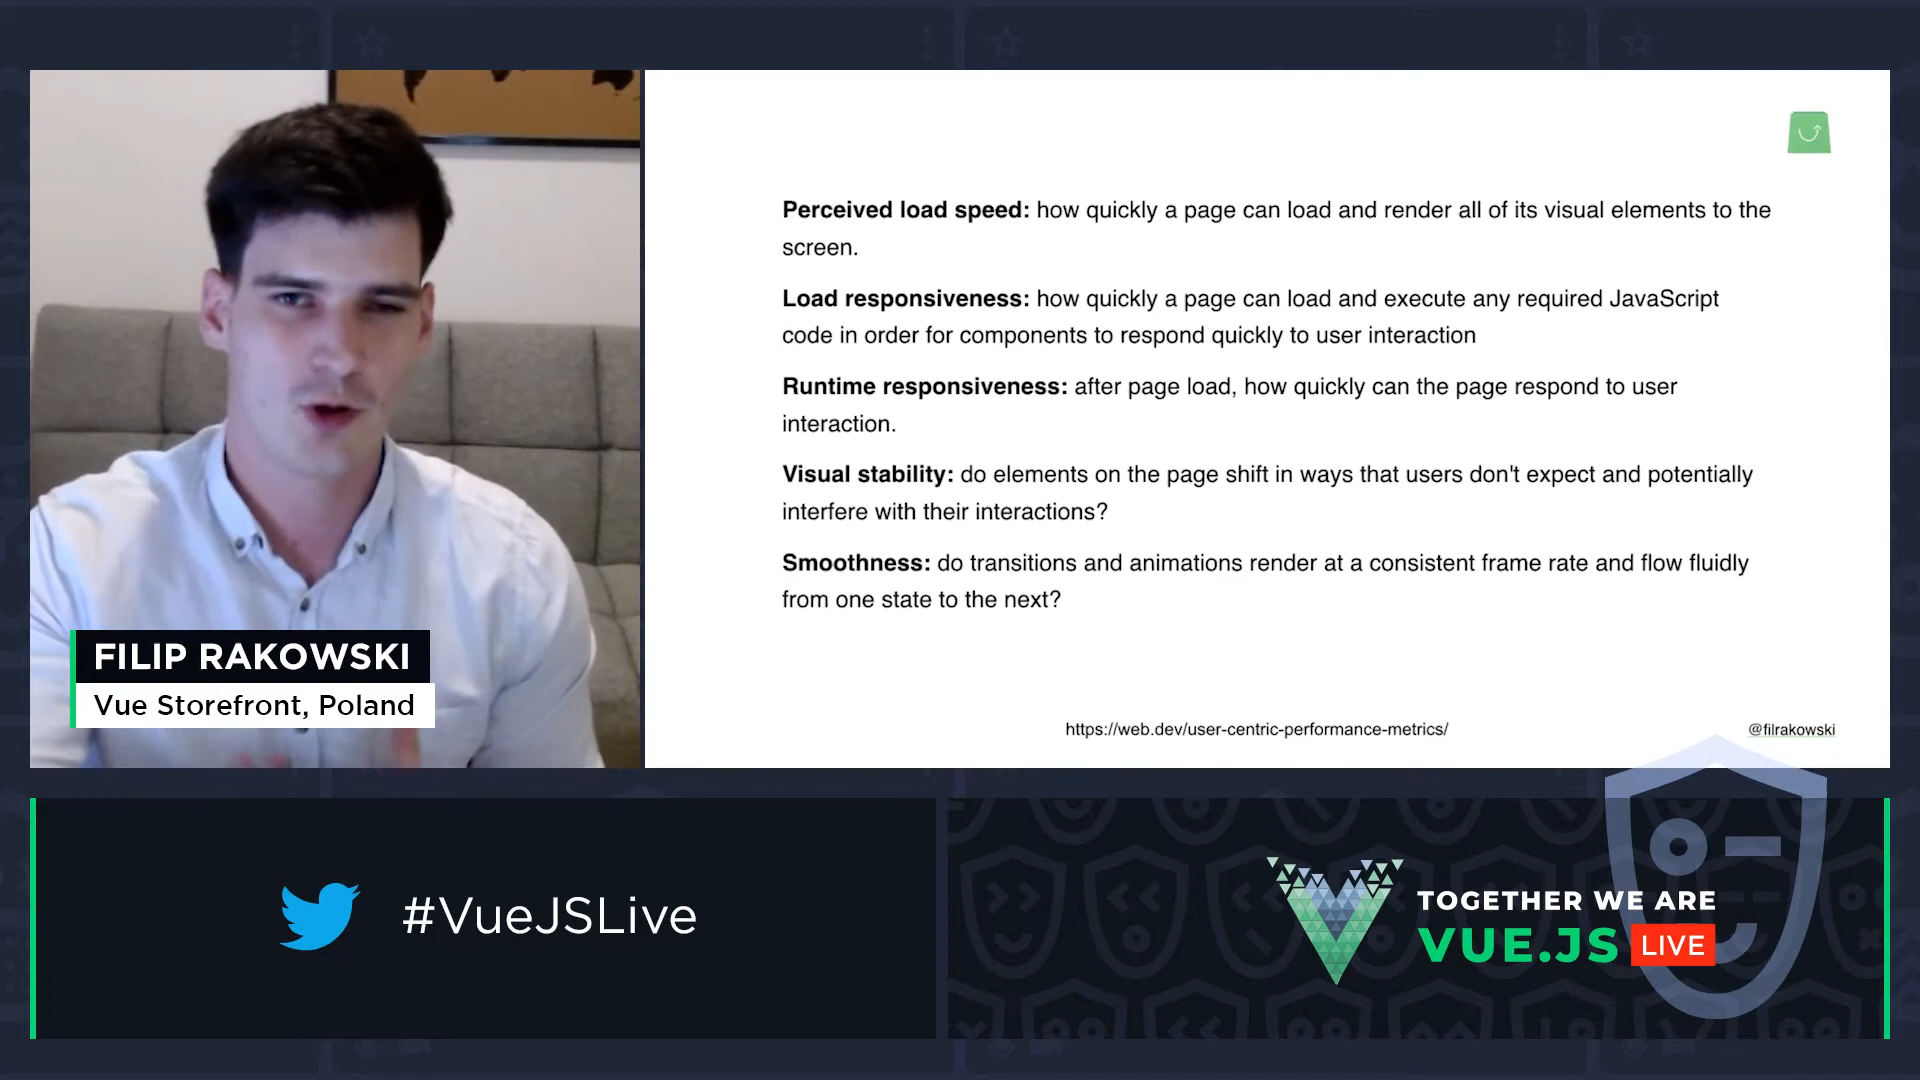 Perceived load speed: how quickly a page can load and render all of its visual elements to the
screen.
Load responsiveness: how quickly a page can load and execute any required JavaScript
code in order for components to respond quickly to user interaction
Runtime responsiveness: after page load, how quickly can the page respond to user
interaction.
Visual stability: do elements on the page shift in ways that users don't expect and potentially
interfere with their interactions?
Smoothness: do transitions and animations render at a consistent frame rate and flow fluidly
from one state to the next?
https://web.dev/user-centric-performance-metrics/
@filrakowski
FILIP RAKOWSKI
Vue Storefront, Poland
#VueJSLive
TOGETHER WE ARE
VUE.JS LIVE